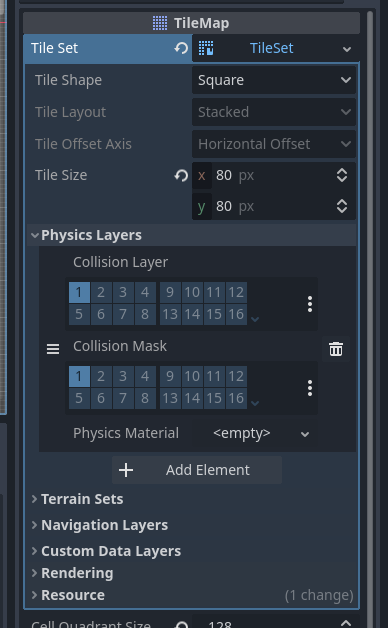 TileMap
Tile Set TileSet
Tile Shape Square
Tile Layout Stacked
Tile Offset Axis Horizontal Offset
Tile Size x 80 px
y 80 px
Physics Layers
Collision Layer
1 2 3 4 9 10 11 12
5 6 7 8 13 14 15 16
Collision Mask
1 2 3 4 9 10 11 12
5 6 7 8 13 14 15 16
Physics Material <empty>
Add Element
Terrain Sets
Navigation Layers
Custom Data Layers
Rendering
Resource (1 change)
Cell Quadrant Size 128